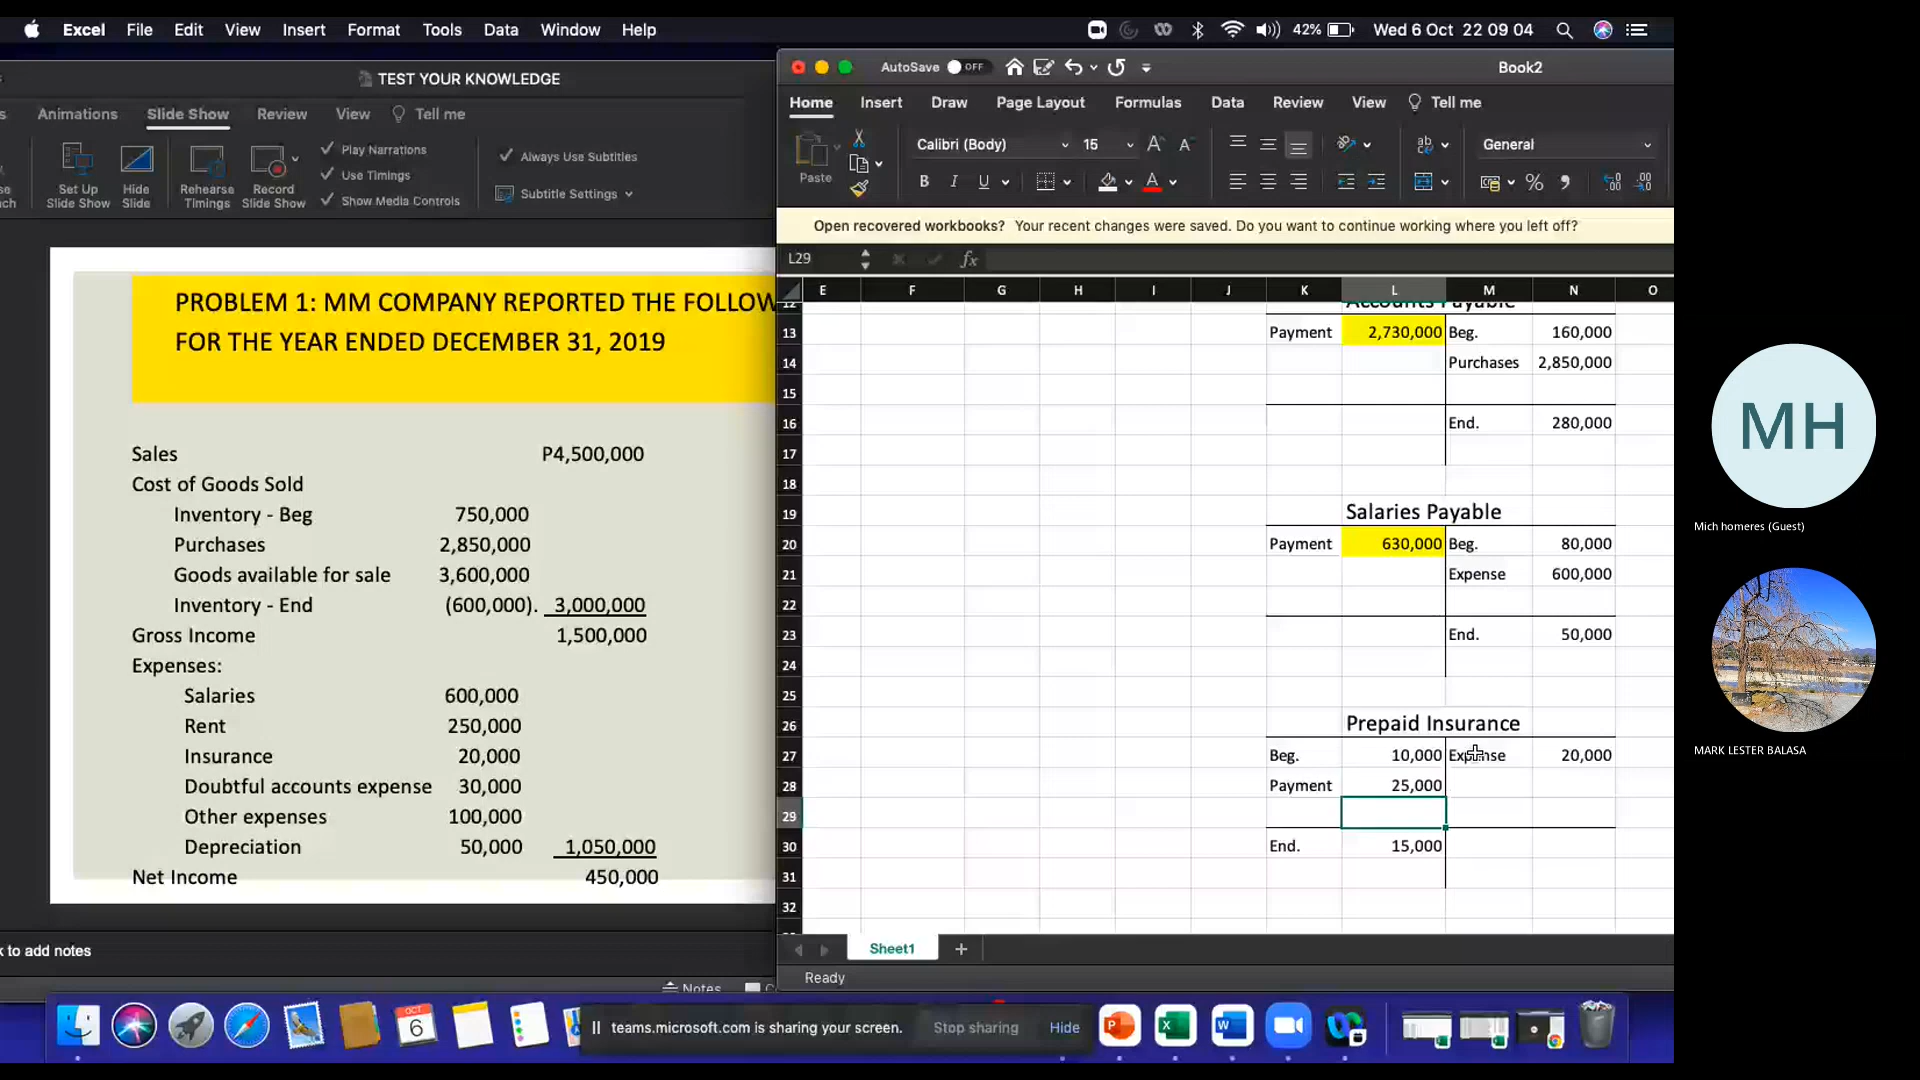 Excel File Edit View Insert Format Tools Data Window Help 42% Wed 6 Oct 22 09 04
TEST YOUR KNOWLEDGE
Animations Slide Show Review View Tell me
Set Up Slide Show
Hide Slide
Rehearse Timings
Record Slide Show
Play Narrations
Use Timings
Show Media Controls
Always Use Subtitles
Subtitle Settings
PROBLEM 1: MM COMPANY REPORTED THE FOLLOW
FOR THE YEAR ENDED DECEMBER 31, 2019
Sales P4,500,000
Cost of Goods Sold
Inventory - Beg 750,000
Purchases 2,850,000
Goods available for sale 3,600,000
Inventory - End (600,000). 3,000,000
Gross Income 1,500,000
Expenses:
Salaries 600,000
Rent 250,000
Insurance 20,000
Doubtful accounts expense 30,000
Other expenses 100,000
Depreciation 50,000 1,050,000
Net Income 450,000
k to add notes
Notes
AutoSave OFF Book2
Home Insert Draw Page Layout Formulas Data Review View Tell me
Paste
Calibri (Body) 15 General
B I U A % ab
Open recovered workbooks? Your recent changes were saved. Do you want to continue working where you left off?
L29 fx
E F G H I J K L M N O
12 Accounts Payable
13 Payment 2,730,000 Beg. 160,000
14 Purchases 2,850,000
15
16 End. 280,000
17
18
19 Salaries Payable
20 Payment 630,000 Beg. 80,000
21 Expense 600,000
22
23 End. 50,000
24
25
26 Prepaid Insurance
27 Beg. 10,000 Expense 20,000
28 Payment 25,000
29
30 End. 15,000
31
32
Sheet1 +
Ready
OCT
6
teams.microsoft.com is sharing your screen. Stop sharing Hide
P X W
MH
Mich homeres (Guest)
MARK LESTER BALASA